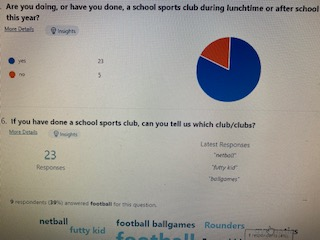 Are you doing, or have you done, a school sports club during lunchtime or after school
this year?
More Details
Insights
yes 23
no 5
6. If you have done a school sports club, can you tell us which club/clubs?
More Details
Insights
23
Responses
Latest Responses
"netball"
"futty kid"
"ballgames"
9 respondents (39%) answered football for this question.
netball
futty kid
football ballgames
Rounders
football